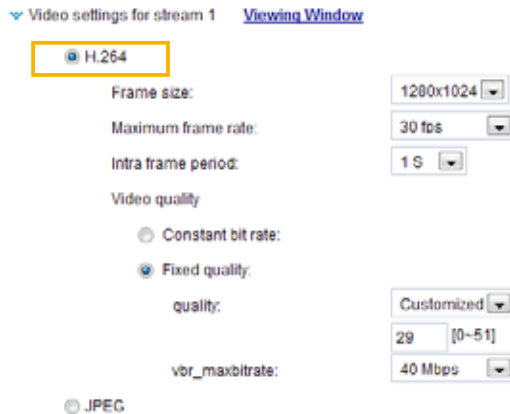 Video settings for stream 1 Viewing Window
H.264
Frame size: 1280x1024
Maximum frame rate: 30 fps
Intra frame period: 1 S
Video quality
Constant bit rate:
Fixed quality:
quality: Customized
29 [0~51]
vbr_maxbitrate: 40 Mbps
JPEG